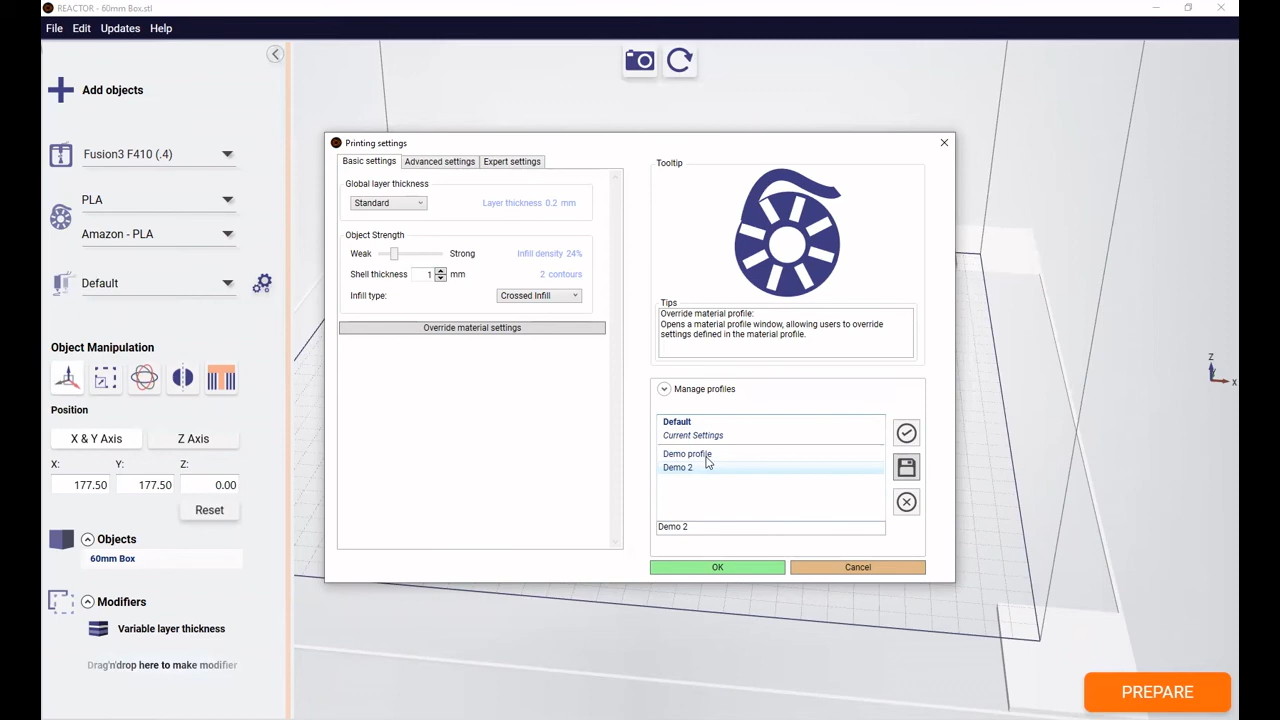 REACTOR - 60mm Box.stl
File Edit Updates Help
Add objects
Fusion3 F410 (.4)
PLA
Amazon - PLA
Default
Object Manipulation
Position
X & Y Axis Z Axis
X: Y: Z:
177.50 177.50 0.00
Reset
Objects
60mm Box
Modifiers
Variable layer thickness
Drag'n'drop here to make modifier
Printing settings
Basic settings Advanced settings Expert settings
Global layer thickness
Standard Layer thickness 0.2 mm
Object Strength
Weak Strong Infill density 24%
Shell thickness 1 mm 2 contours
Infill type: Crossed Infill
Override material settings
Tooltip
Tips
Override material profile:
Opens a material profile window, allowing users to override
settings defined in the material profile.
Manage profiles
Default
Current Settings
Demo profile
Demo 2
Demo 2
OK Cancel
Z
Y
X
PREPARE